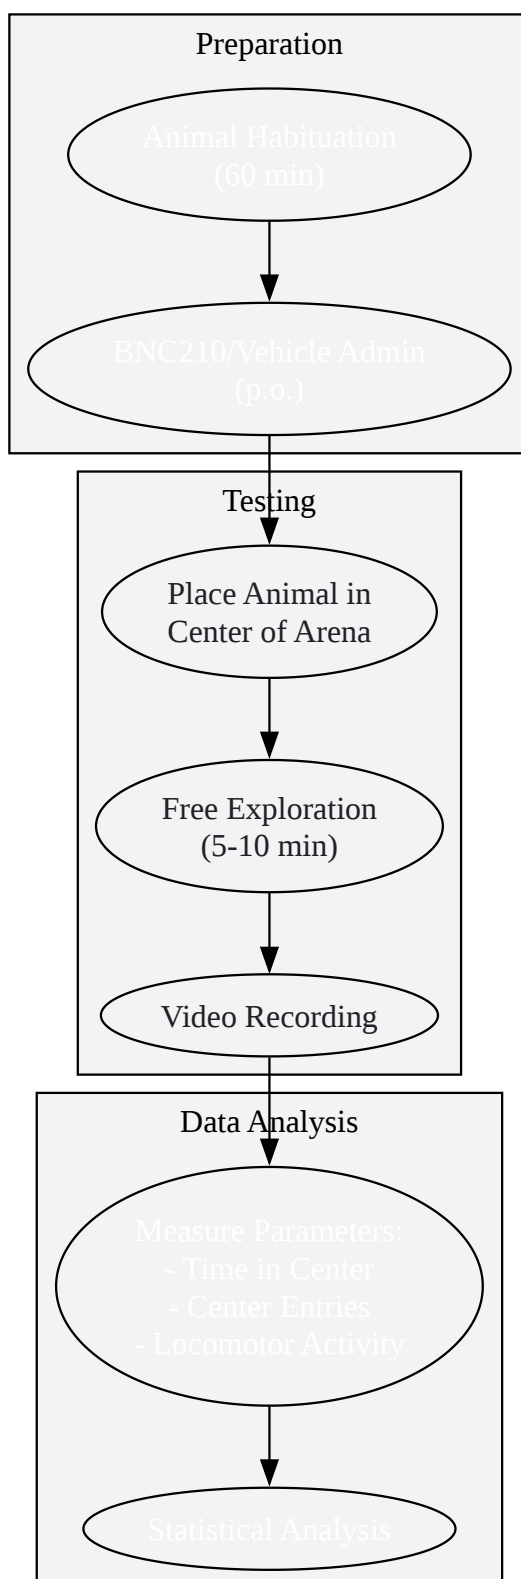 Preparation
Animal Habituation
(60 min)
BNC210/Vehicle Admin
(p.o.)
Testing
Place Animal in
Center of Arena
Free Exploration
(5-10 min)
Video Recording
Data Analysis
Measure Parameters:
- Time in Center
- Center Entries
- Locomotor Activity
Statistical Analysis